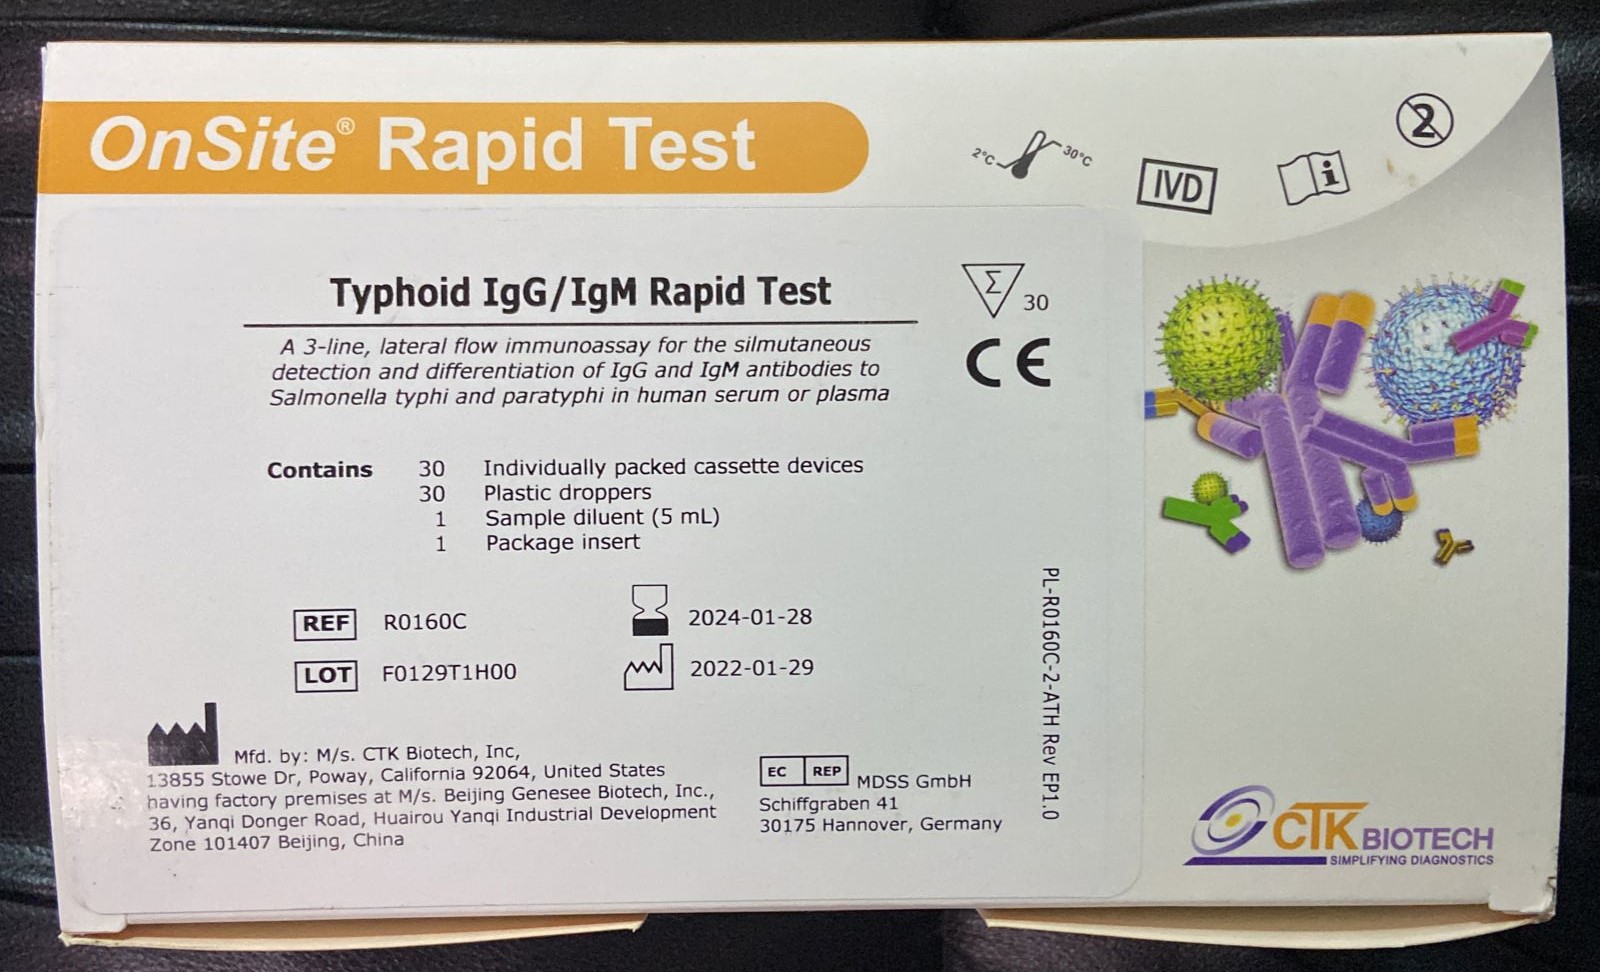 OnSite® Rapid Test
2°C
30°C
IVD
i
2
Typhoid IgG/IgM Rapid Test
Σ
30
A 3-line, lateral flow immunoassay for the silmutaneous
detection and differentiation of IgG and IgM antibodies to
Salmonella typhi and paratyphi in human serum or plasma
CE
Contains 30 Individually packed cassette devices
30 Plastic droppers
1 Sample diluent (5 mL)
1 Package insert
REF R0160C
2024-01-28
LOT F0129T1H00
2022-01-29
Mfd. by: M/s. CTK Biotech, Inc,
13855 Stowe Dr, Poway, California 92064, United States
having factory premises at M/s. Beijing Genesee Biotech, Inc.,
36, Yanqi Donger Road, Huairou Yanqi Industrial Development
Zone 101407 Beijing, China
EC REP MDSS GmbH
Schiffgraben 41
30175 Hannover, Germany
PL-R0160C-2-ATH Rev EP1.0
CTK BIOTECH
SIMPLIFYING DIAGNOSTICS